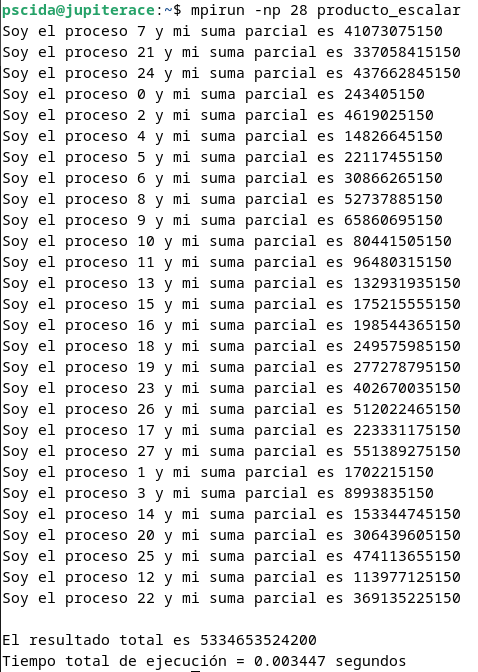 pscida@jupiterace:~$ mpirun -np 28 producto_escalar
Soy el proceso 7 y mi suma parcial es 41073075150
Soy el proceso 21 y mi suma parcial es 337058415150
Soy el proceso 24 y mi suma parcial es 437662845150
Soy el proceso 0 y mi suma parcial es 243405150
Soy el proceso 2 y mi suma parcial es 4619025150
Soy el proceso 4 y mi suma parcial es 14826645150
Soy el proceso 5 y mi suma parcial es 22117455150
Soy el proceso 6 y mi suma parcial es 30866265150
Soy el proceso 8 y mi suma parcial es 52737885150
Soy el proceso 9 y mi suma parcial es 65860695150
Soy el proceso 10 y mi suma parcial es 80441505150
Soy el proceso 11 y mi suma parcial es 96480315150
Soy el proceso 13 y mi suma parcial es 132931935150
Soy el proceso 15 y mi suma parcial es 175215555150
Soy el proceso 16 y mi suma parcial es 198544365150
Soy el proceso 18 y mi suma parcial es 249575985150
Soy el proceso 19 y mi suma parcial es 277278795150
Soy el proceso 23 y mi suma parcial es 402670035150
Soy el proceso 26 y mi suma parcial es 512022465150
Soy el proceso 17 y mi suma parcial es 223331175150
Soy el proceso 27 y mi suma parcial es 551389275150
Soy el proceso 1 y mi suma parcial es 1702215150
Soy el proceso 3 y mi suma parcial es 8993835150
Soy el proceso 14 y mi suma parcial es 153344745150
Soy el proceso 20 y mi suma parcial es 306439605150
Soy el proceso 25 y mi suma parcial es 474113655150
Soy el proceso 12 y mi suma parcial es 113977125150
Soy el proceso 22 y mi suma parcial es 369135225150
El resultado total es 5334653524200
Tiempo total de ejecución = 0.003447 segundos